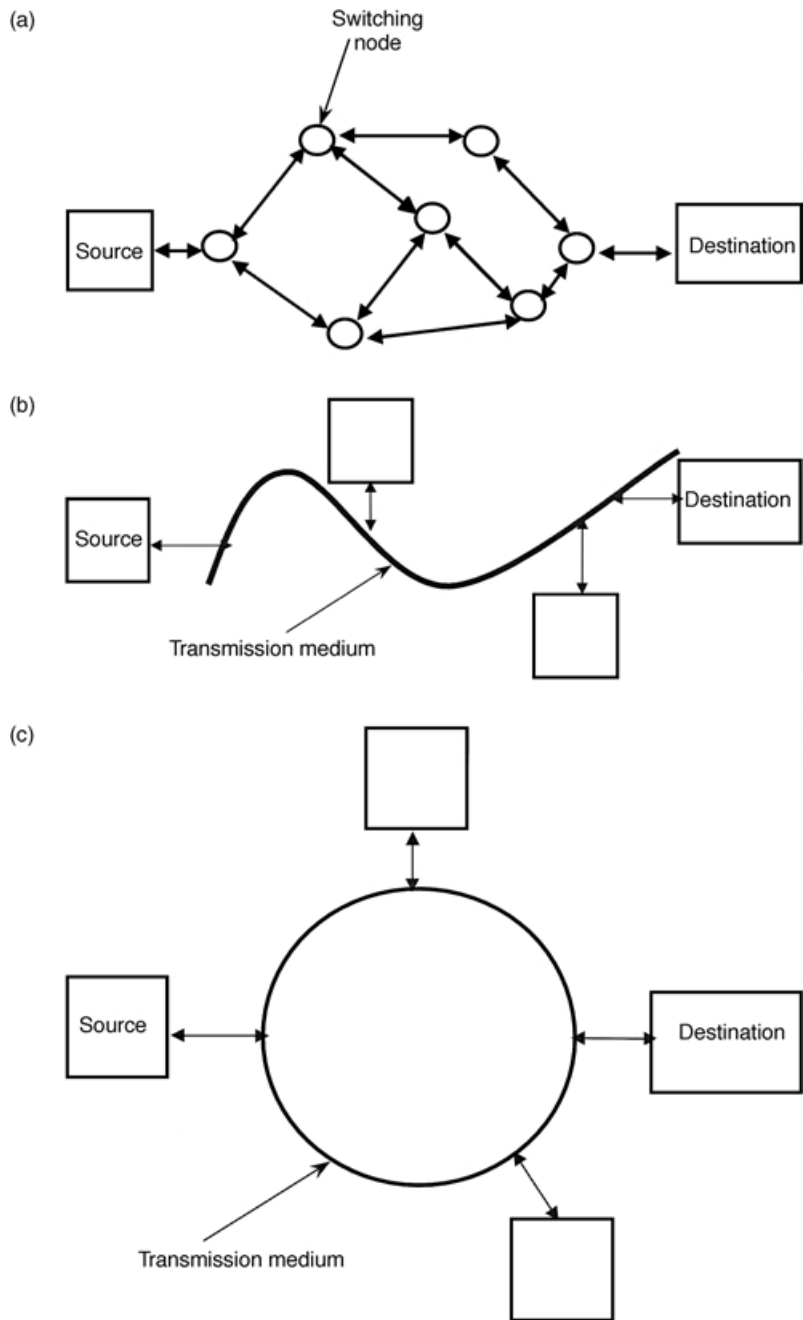 (a)
Switching
node
Source
Destination
(b)
Source
Destination
Transmission medium
(c)
Source
Destination
Transmission medium